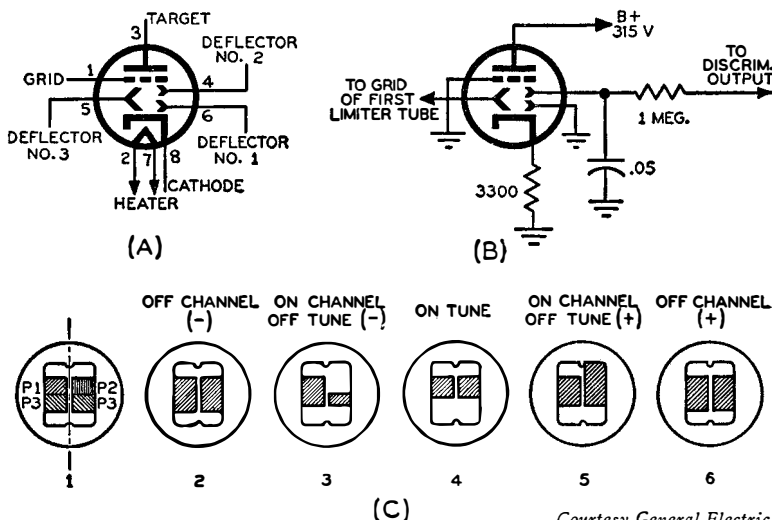 TARGET
3
DEFLECTOR
NO. 2
GRID
1
4
5
6
DEFLECTOR
NO. 3
DEFLECTOR
NO. 1
2 7 8
CATHODE
HEATER
(A)
B+
315 V
TO GRID
OF FIRST
LIMITER TUBE
TO
DISCRIM.
OUTPUT
1 MEG.
.05
3300
(B)
OFF CHANNEL
(-)
ON CHANNEL
OFF TUNE (-)
ON TUNE
ON CHANNEL
OFF TUNE (+)
OFF CHANNEL
(+)
P1 P2
P3 P3
1 2 3 4 5 6
(C)
Courtesy General Electric